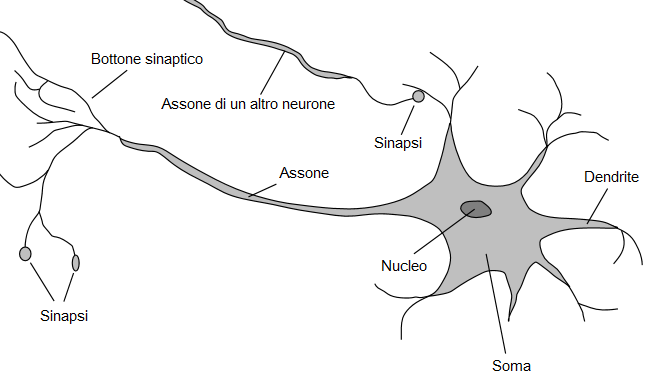 Bottone sinaptico
Assone di un altro neurone
Sinapsi
Assone
Dendrite
Nucleo
Sinapsi
Soma